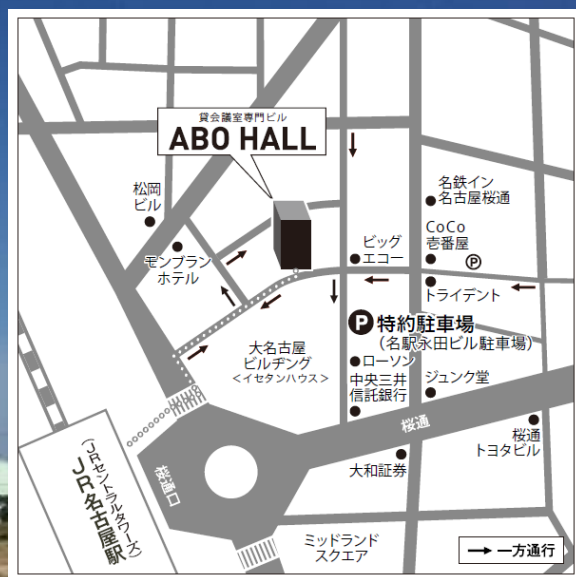 貸会議室専門ビル
ABO HALL
松岡
ビル
モンブラン
ホテル
名鉄イン
名古屋桜通
CoCo
壱番屋
P
ビッグ
エコー
トライデント
P 特約駐車場
(名駅永田ビル駐車場)
大名古屋
ビルヂング
<イセタンハウス>
ローソン
中央三井
信託銀行
ジュンク堂
桜通
桜通
トヨタビル
大和証券
桜通口
(JRセントラルタワーズ)
JR名古屋駅
ミッドランド
スクエア
一方通行